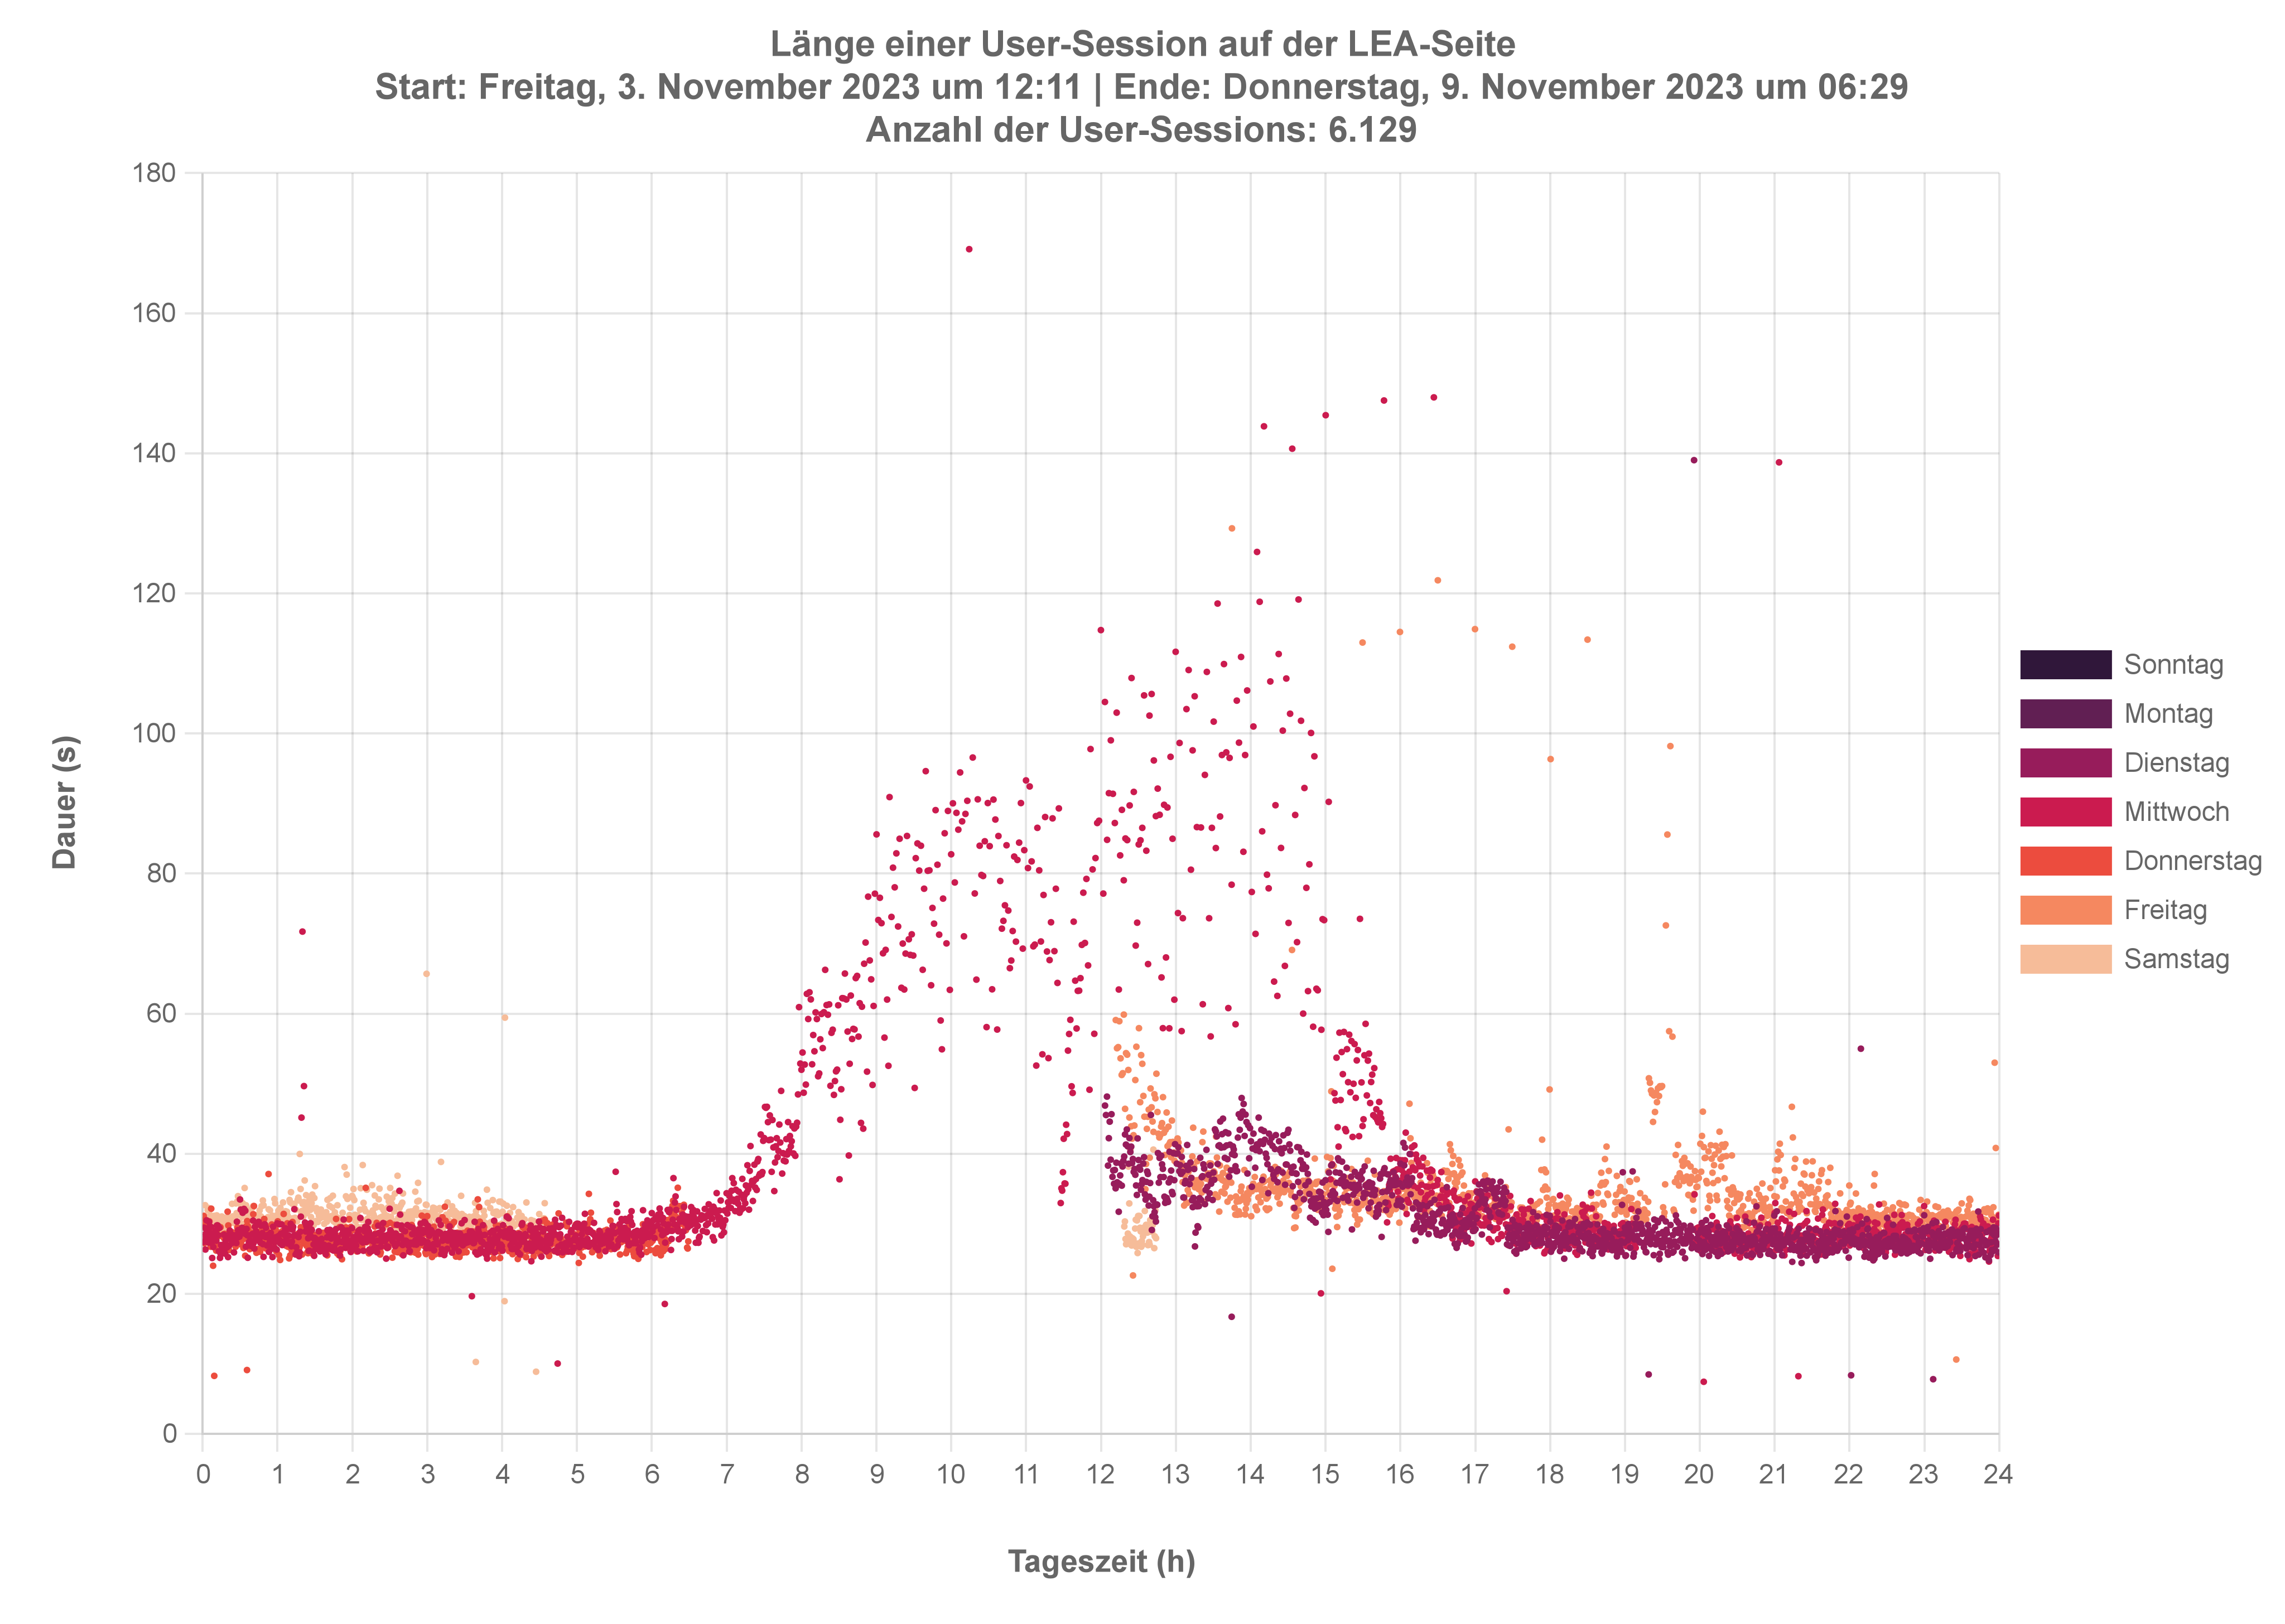 Länge einer User-Session auf der LEA-Seite
Start: Freitag, 3. November 2023 um 12:11 | Ende: Donnerstag, 9. November 2023 um 06:29
Anzahl der User-Sessions: 6.129
180
160
140
120
100
80
60
40
20
0
Dauer (s)
0 1 2 3 4 5 6 7 8 9 10 11 12 13 14 15 16 17 18 19 20 21 22 23 24
Tageszeit (h)
Sonntag
Montag
Dienstag
Mittwoch
Donnerstag
Freitag
Samstag